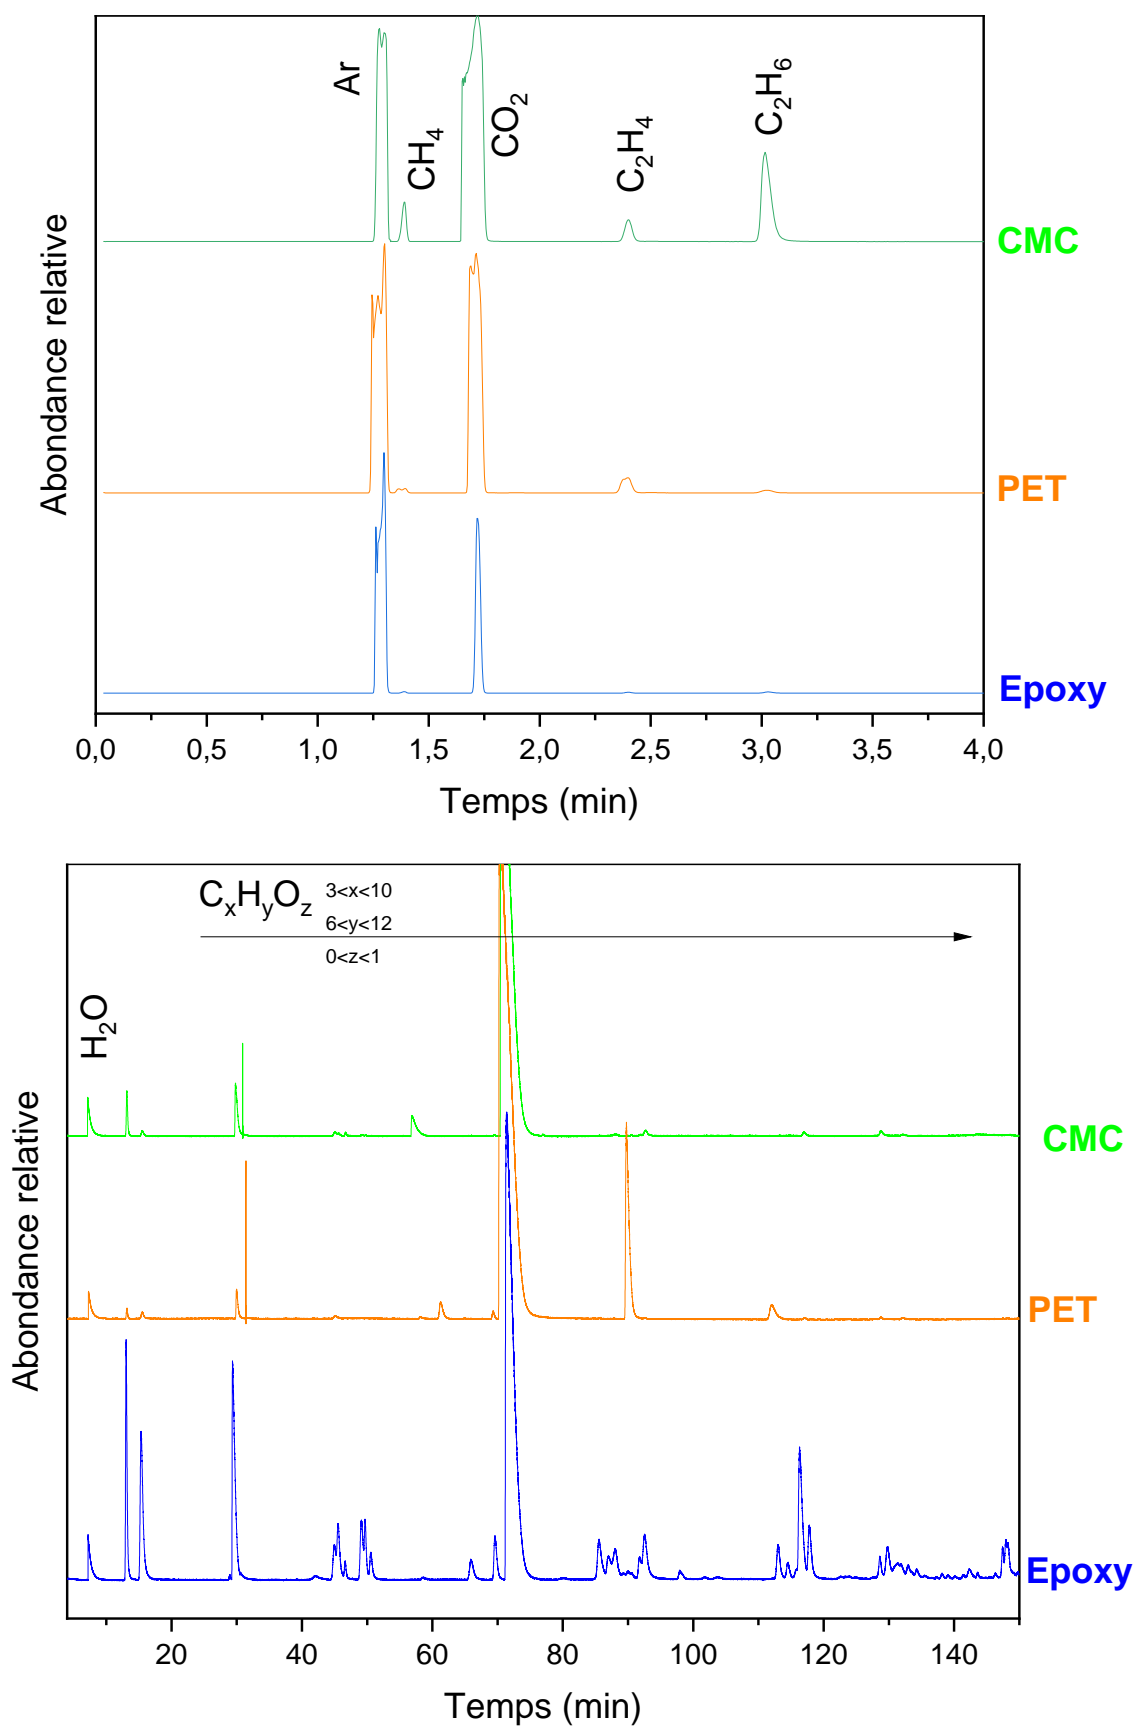 Ar
CH₄
CO₂
C₂H₄
C₂H₆
CMC
PET
Epoxy
Abondance relative
0,0 0,5 1,0 1,5 2,0 2,5 3,0 3,5 4,0
Temps (min)
CₓHᵧO_z 3<x<10
6<y<12
0<z<1
H₂O
CMC
PET
Epoxy
Abondance relative
20 40 60 80 100 120 140
Temps (min)